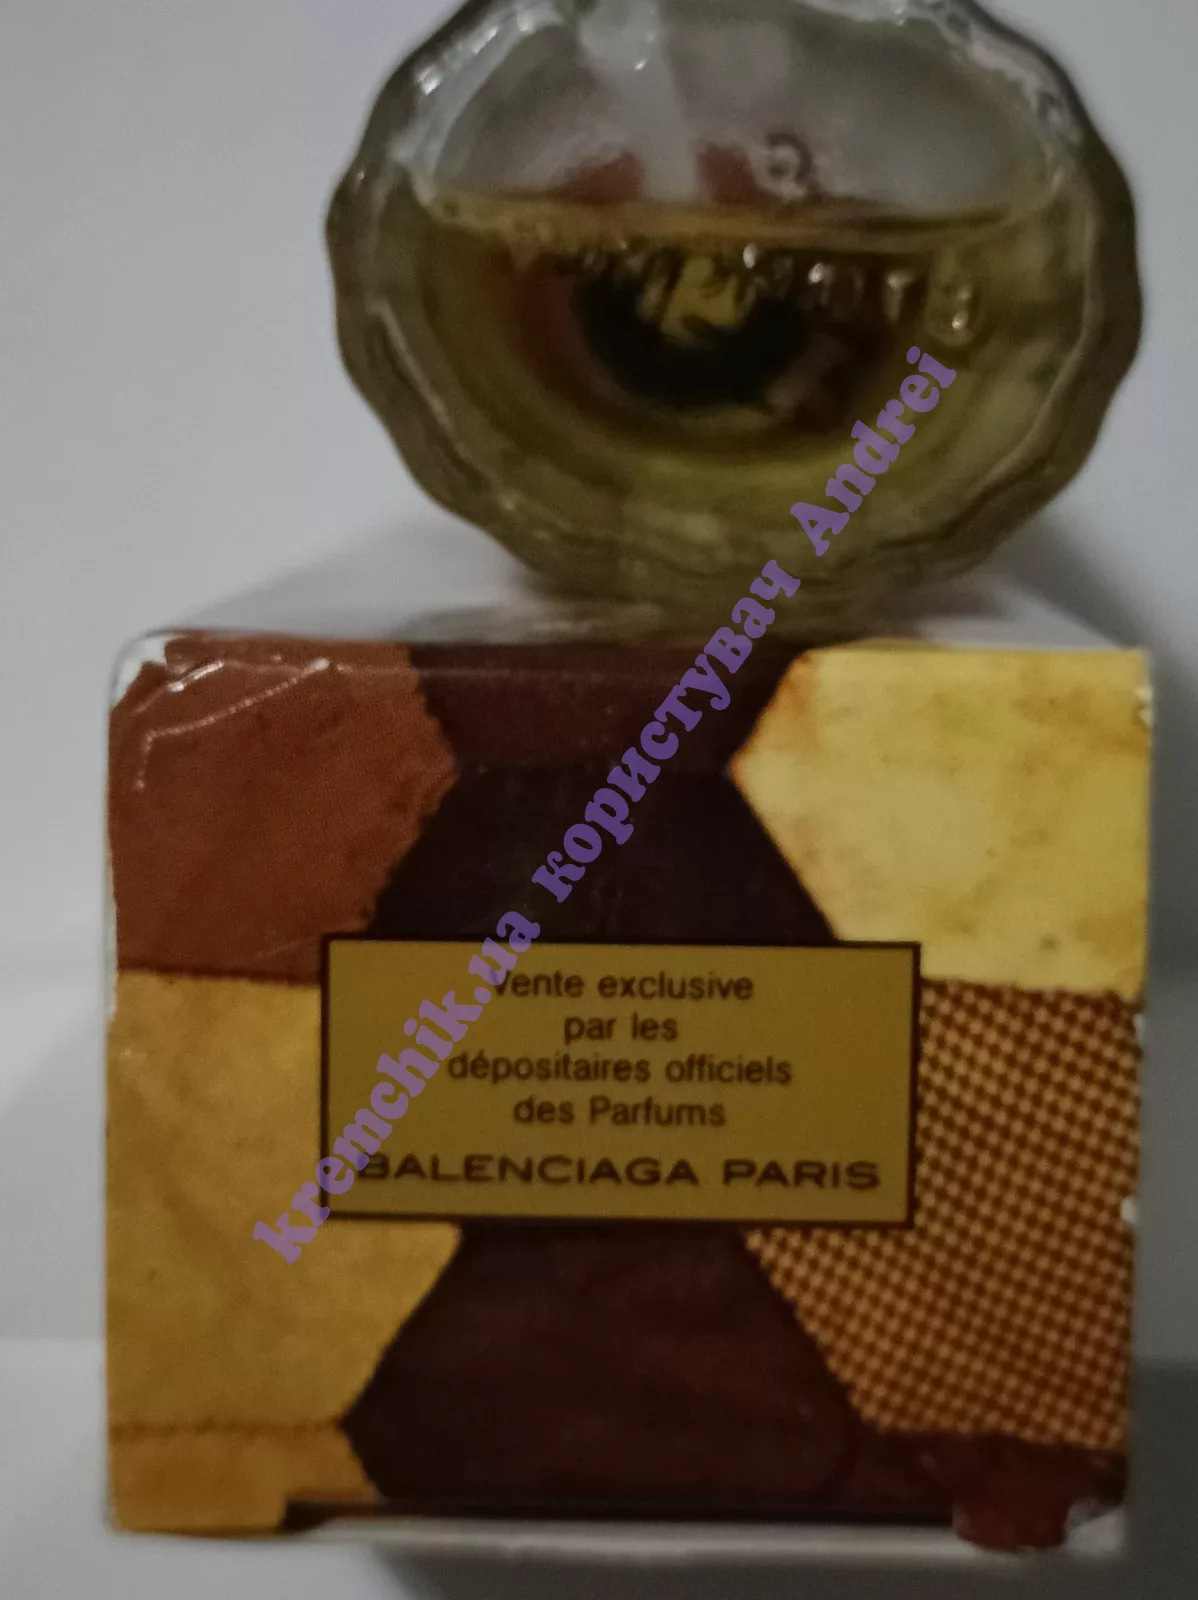 Vente exclusive
par les
dépositaires officiels
des Parfums
BALENCIAGA PARIS
kremchik.ua користувач Andrei